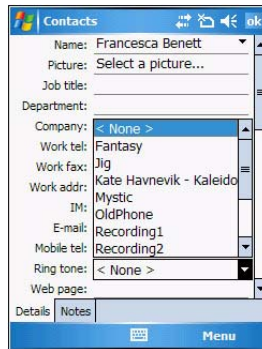 Contacts ok
Name: Francesca Benett
Picture: Select a picture...
Job title:
Department:
Company: < None >
Work tel: Fantasy
Work fax: Jig
Work addr: Kate Havnevik - Kaleido
IM: Mystic
OldPhone
E-mail: Recording1
Mobile tel: Recording2
Ring tone: < None >
Web page:
Details Notes
Menu